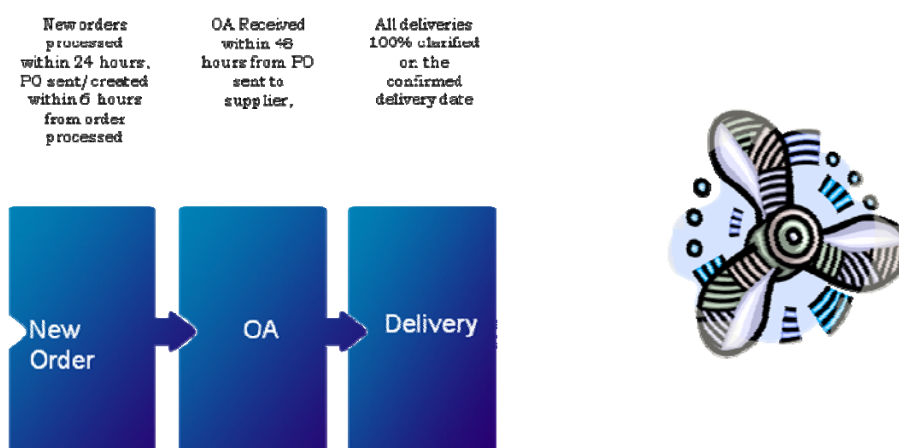 New orders
processed
within 24 hours,
PO sent/created
within 6 hours
from order
processed
OA Received
within 48
hours from PO
sent to
supplier,
All deliveries
100% clarified
on the
confirmed
delivery date
New
Order
OA
Delivery